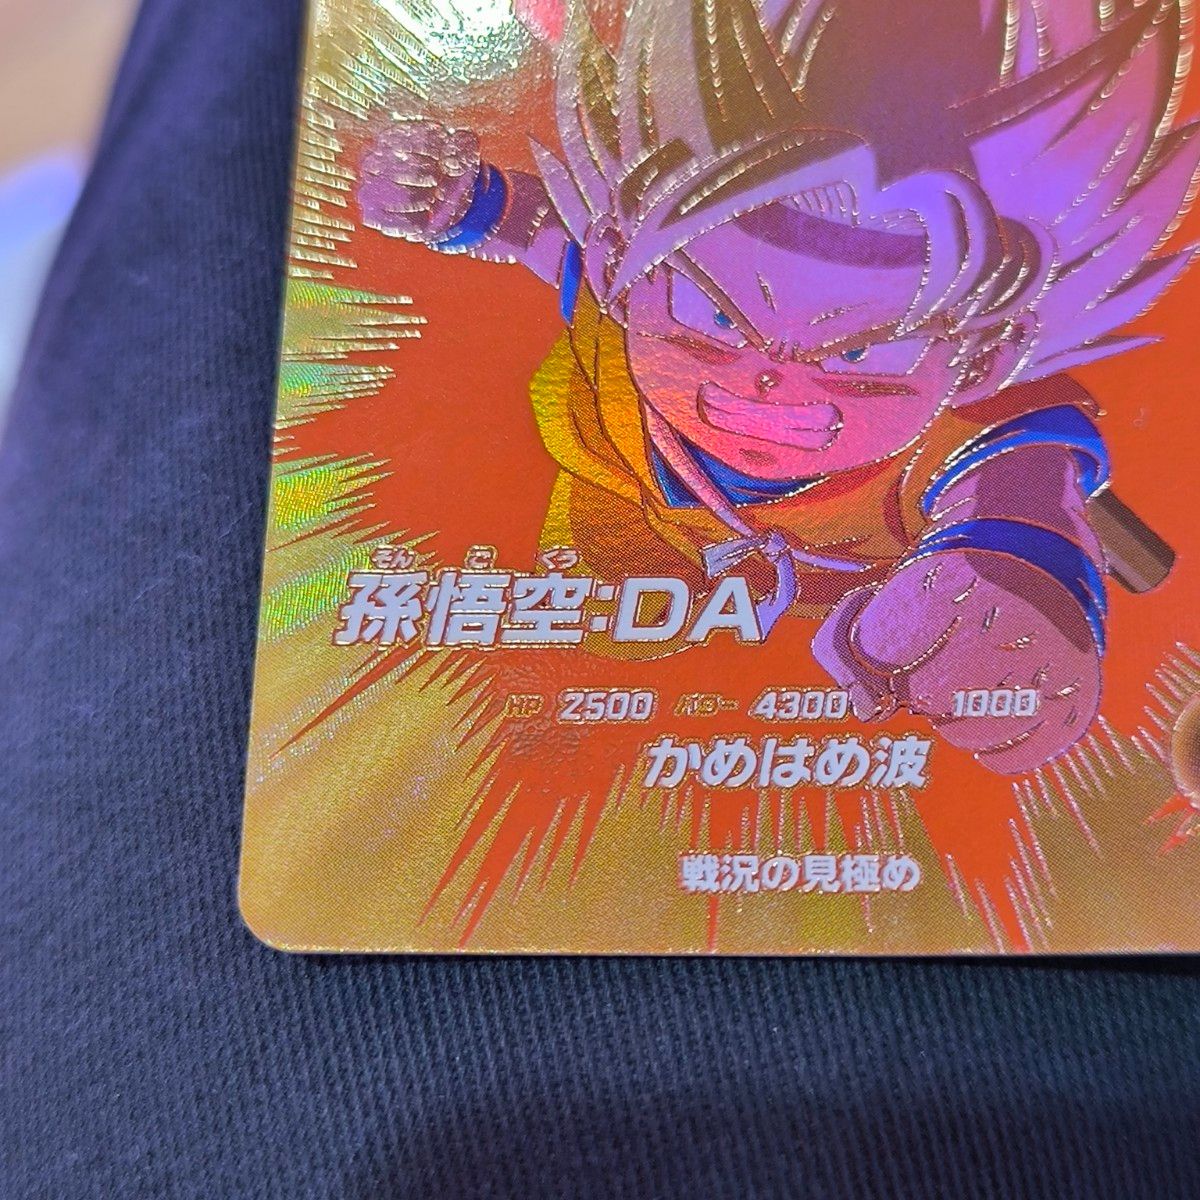 そん ご くう
孫悟空:DA
HP 2500 パワー 4300 1000
かめはめ波
戦況の見極め